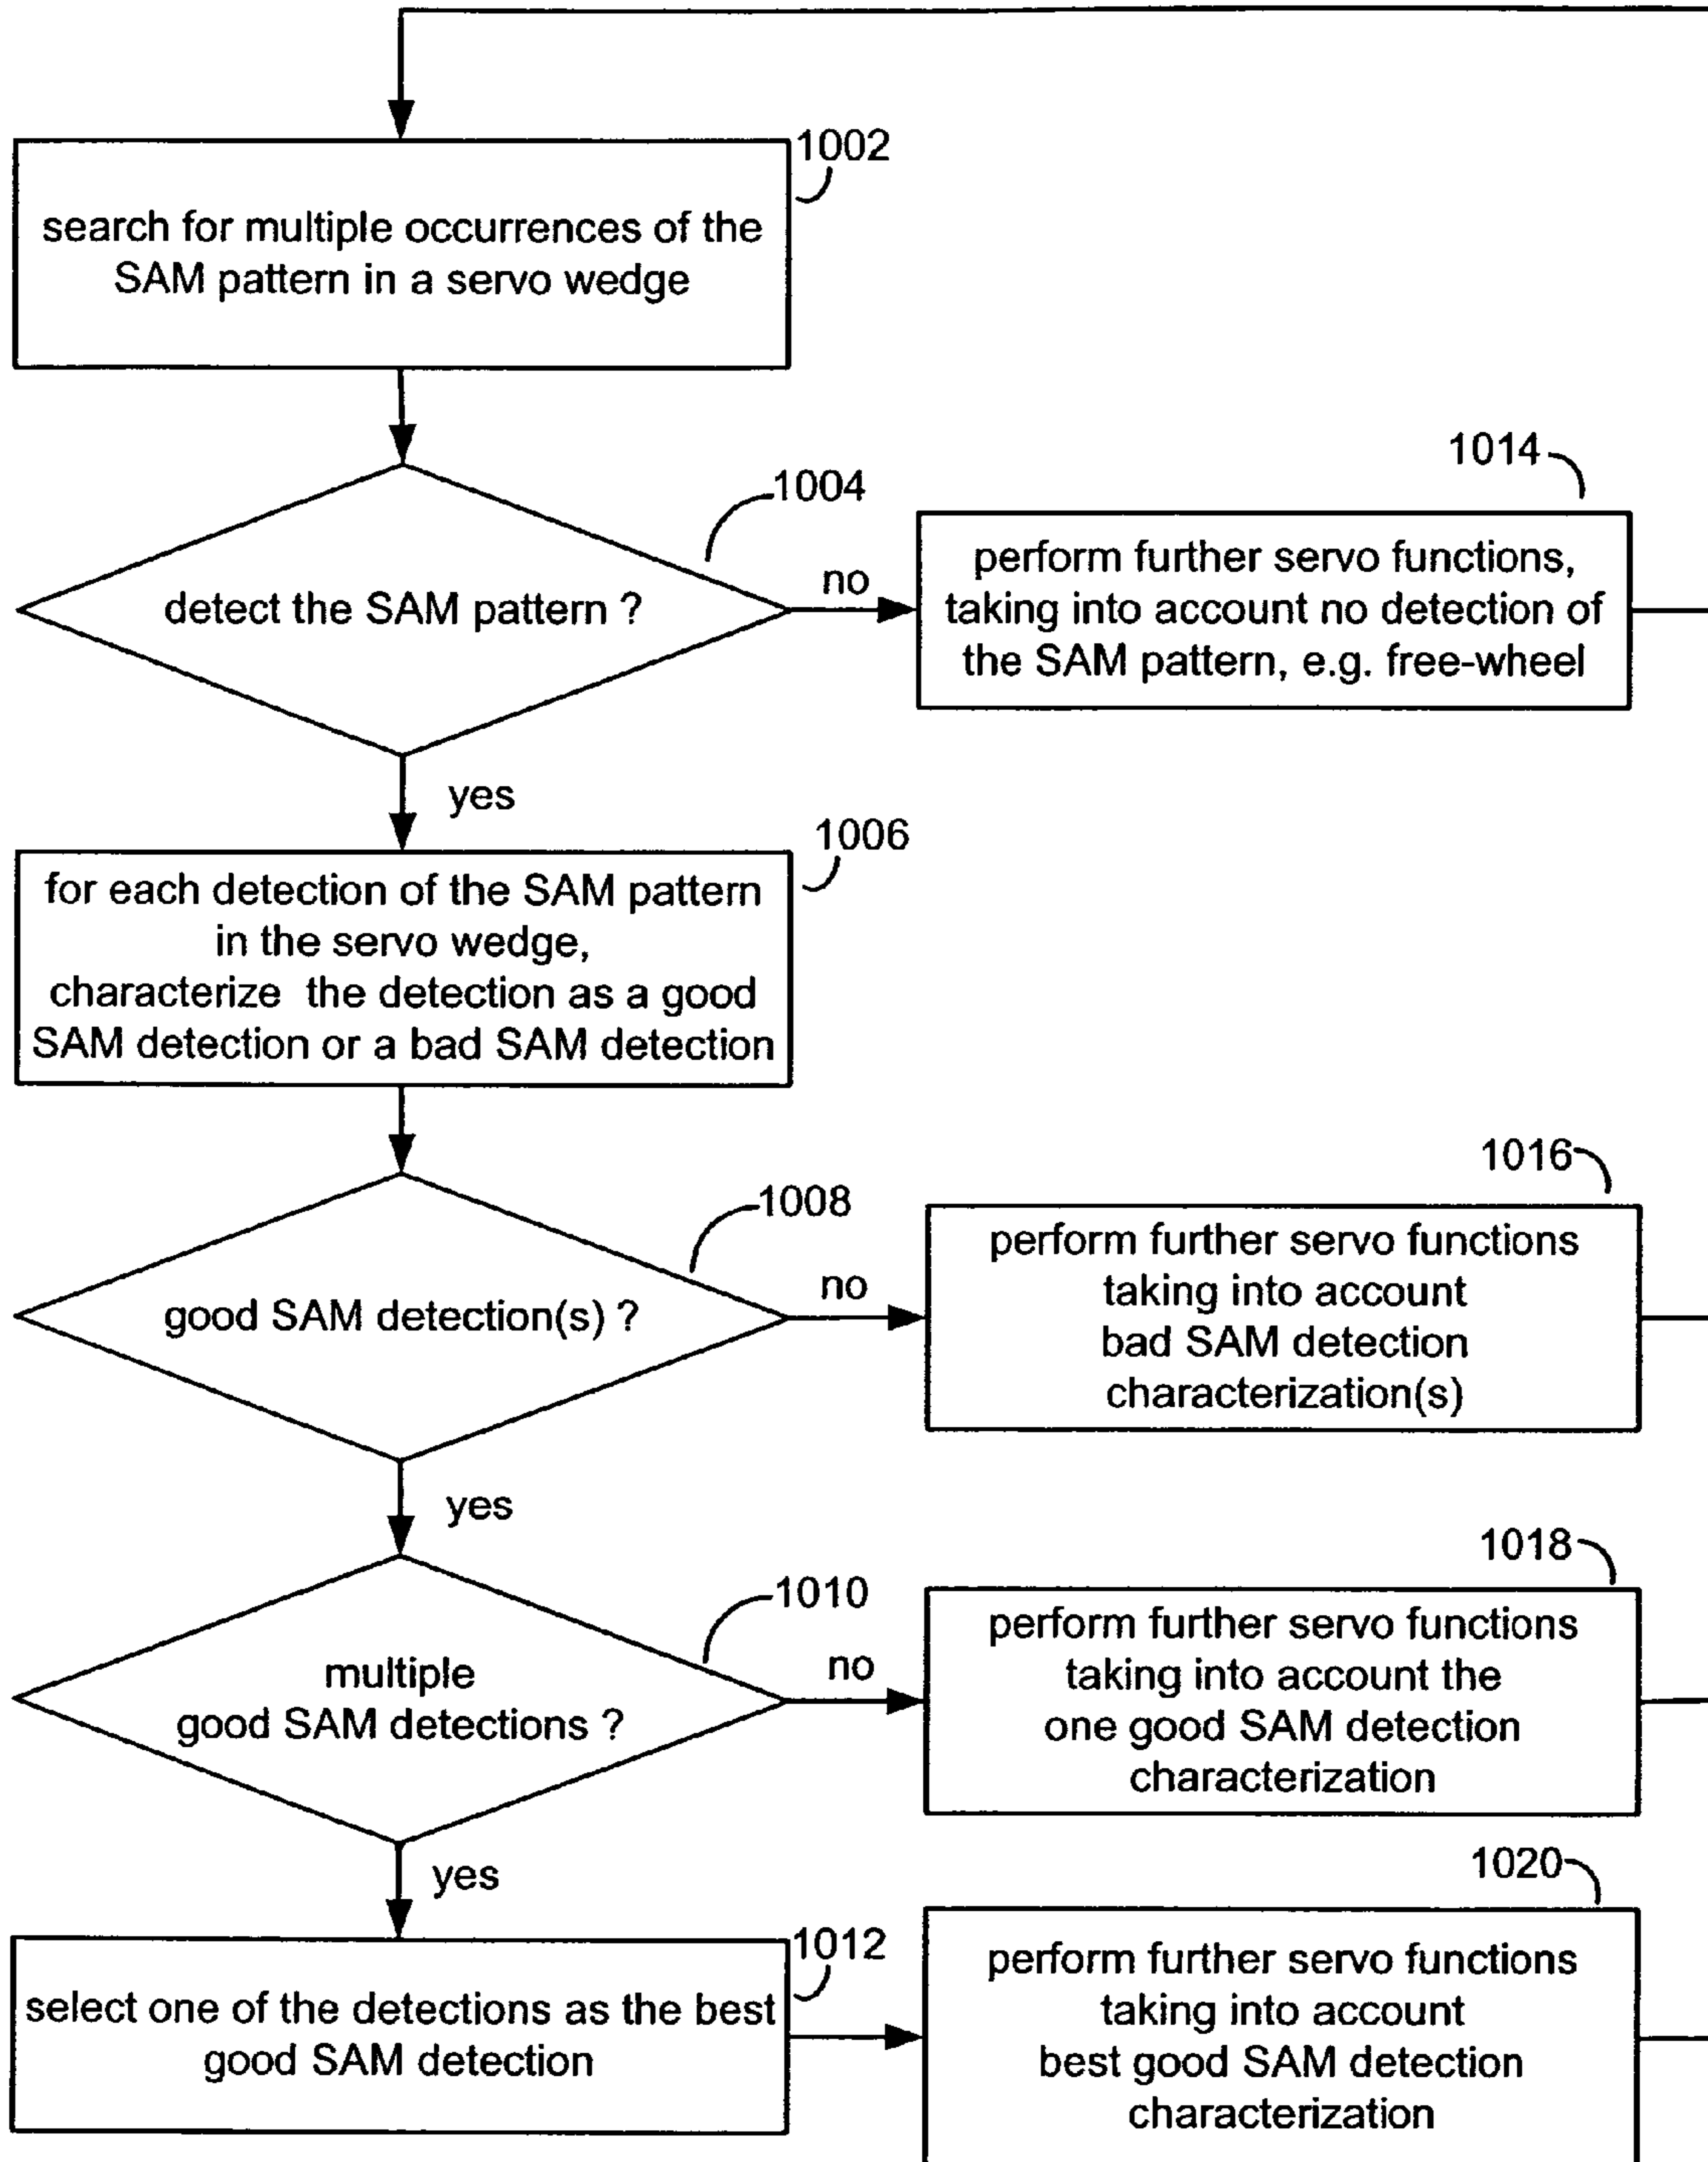 1002
search for multiple occurrences of the
SAM pattern in a servo wedge
1004
detect the SAM pattern ?
no
1014
perform further servo functions,
taking into account no detection of
the SAM pattern, e.g. free-wheel
yes
1006
for each detection of the SAM pattern
in the servo wedge,
characterize the detection as a good
SAM detection or a bad SAM detection
1008
good SAM detection(s) ?
no
1016
perform further servo functions
taking into account
bad SAM detection
characterization(s)
yes
1010
multiple
good SAM detections ?
no
1018
perform further servo functions
taking into account the
one good SAM detection
characterization
yes
1012
select one of the detections as the best
good SAM detection
1020
perform further servo functions
taking into account
best good SAM detection
characterization